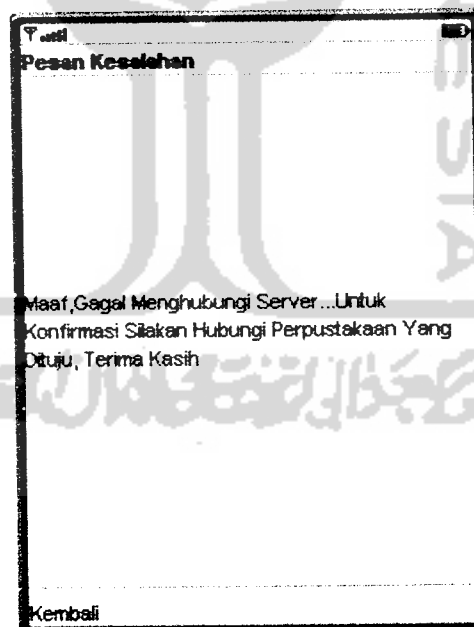 Pesan Kesalahan
Maaf,Gagal Menghubungi Server...Untuk
Konfirmasi Silakan Hubungi Perpustakaan Yang
Dituju, Terima Kasih
Kembali